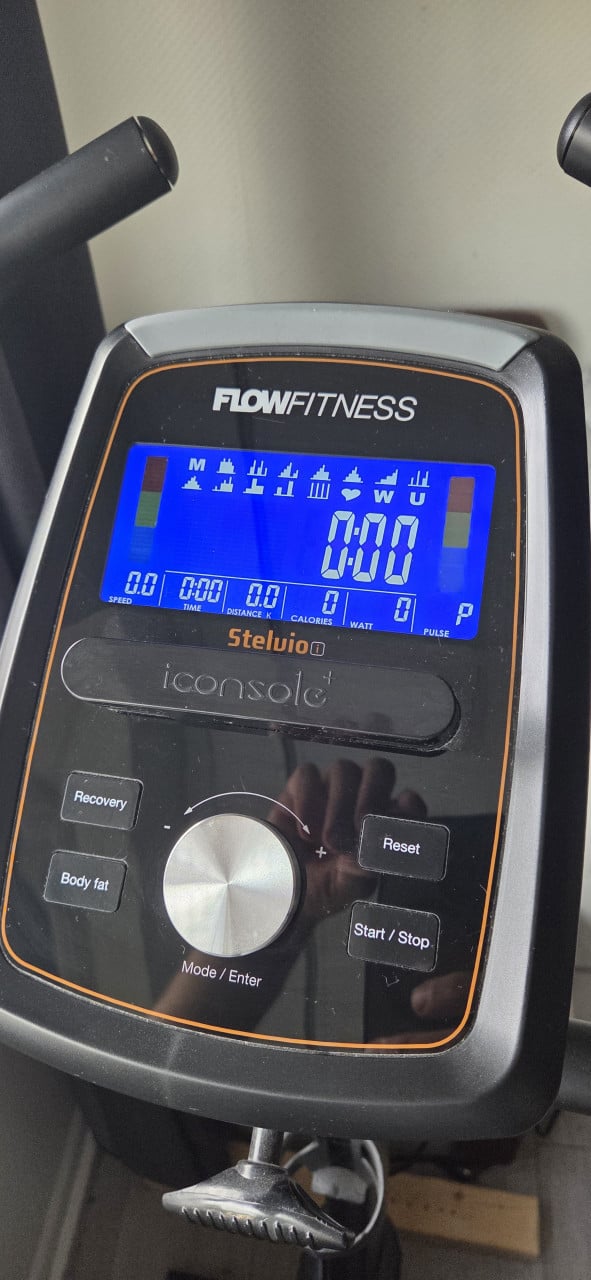 FLOWFITNESS
M
W U
0:00
0.0 0:00 0.0 0 0 P
SPEED TIME DISTANCE K CALORIES WATT PULSE
Stelvio i
iconsole+
Recovery
- +
Reset
Body fat
Start / Stop
Mode / Enter